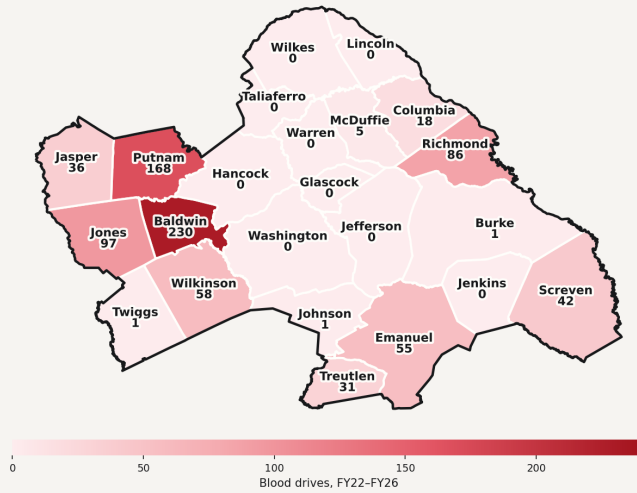 Wilkes
0
Lincoln
0
Taliaferro
0
Columbia
18
McDuffie
5
Warren
0
Richmond
86
Jasper
36
Putnam
168
Hancock
0
Glascock
0
Baldwin
230
Jones
97
Washington
0
Jefferson
0
Burke
1
Wilkinson
58
Jenkins
0
Screven
42
Twiggs
1
Johnson
1
Emanuel
55
Treutlen
31
0 50 100 150 200
Blood drives, FY22–FY26